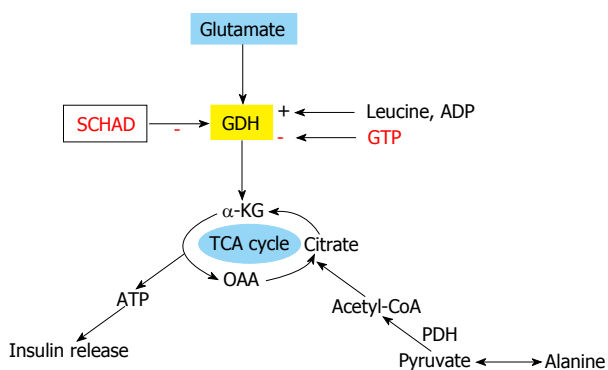 Glutamate
+
Leucine, ADP
SCHAD
-
GDH
-
GTP
α-KG
TCA cycle
Citrate
OAA
ATP
Acetyl-CoA
PDH
Insulin release
Pyruvate
Alanine